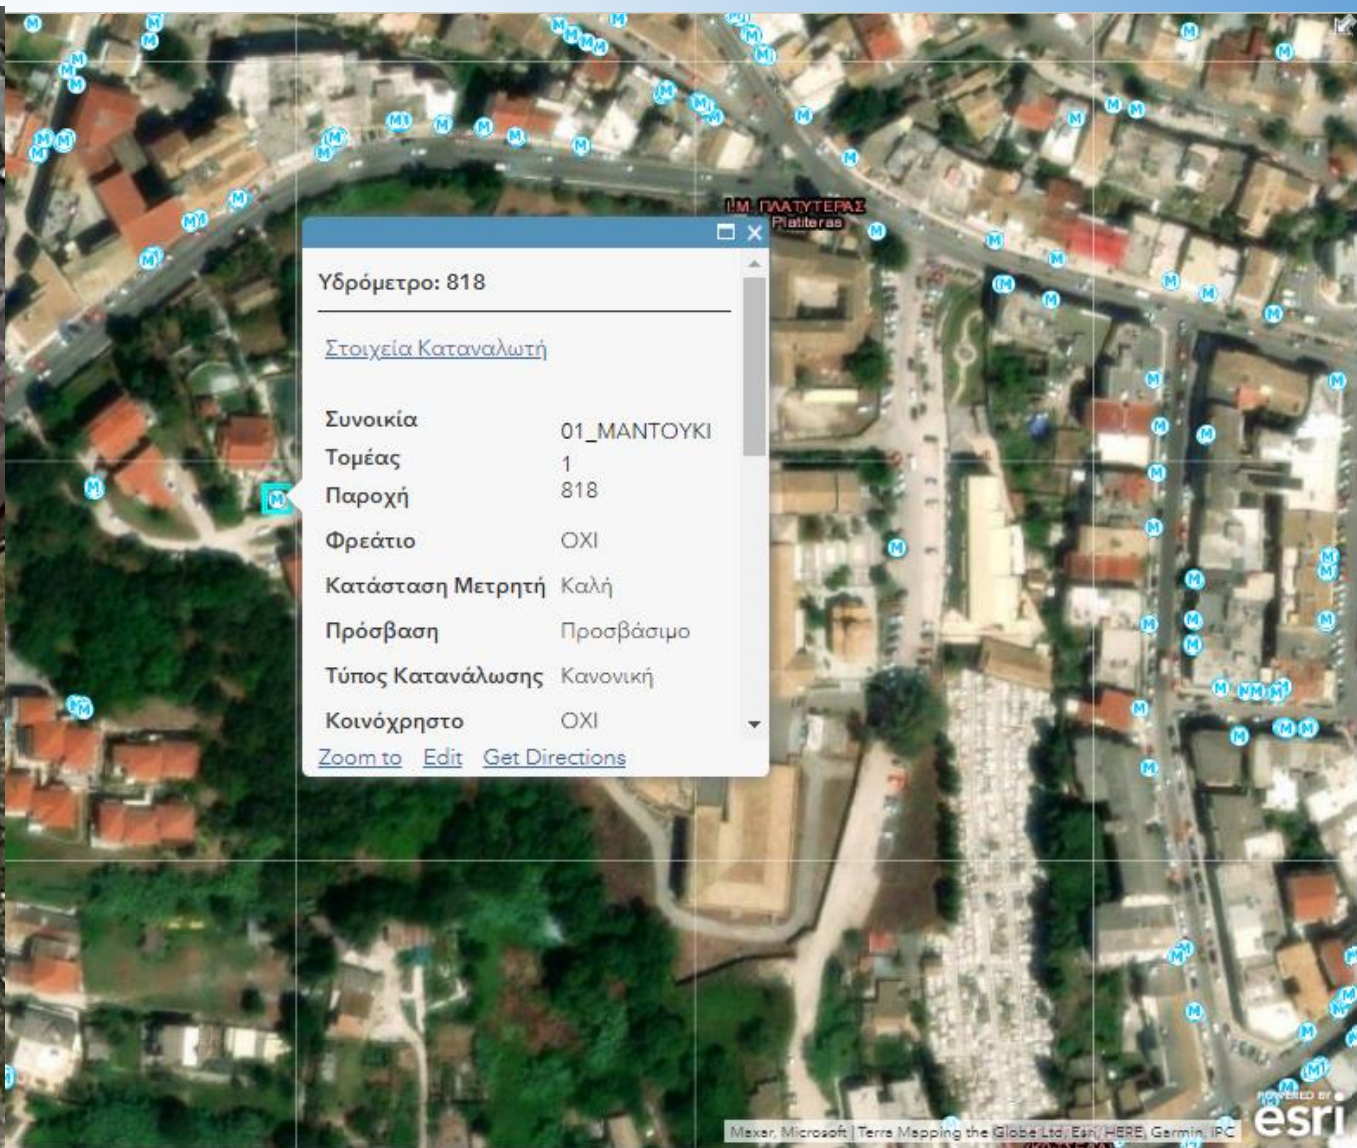 Ι.Μ. ΠΛΑΤΥΤΕΡΑΣ
Platiteras
Υδρόμετρο: 818
Στοιχεία Καταναλωτή
Συνοικία 01_ΜΑΝΤΟΥΚΙ
Τομέας 1
Παροχή 818
Φρεάτιο ΟΧΙ
Κατάσταση Μετρητή Καλή
Πρόσβαση Προσβάσιμο
Τύπος Κατανάλωσης Κανονική
Κοινόχρηστο ΟΧΙ
Zoom to Edit Get Directions
POWERED BY
esri
Maxar, Microsoft | Terra Mapping the Globe Ltd, Esri, HERE, Garmin, IPC